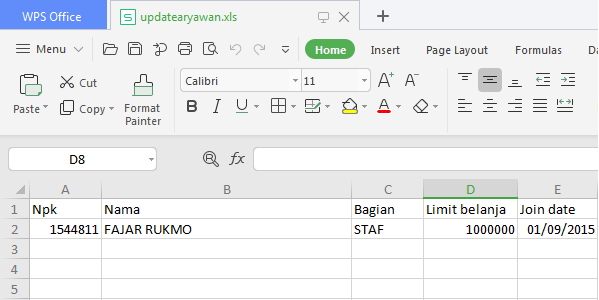 WPS Office
S updatearyawan.xls
Menu Home Insert Page Layout Formulas Da
Paste Cut Copy Format Painter
Calibri 11 A+ A-
B I U A
D8 fx
A B C D E
1 Npk Nama Bagian Limit belanja Join date
2 1544811 FAJAR RUKMO STAF 1000000 01/09/2015
3
4
5